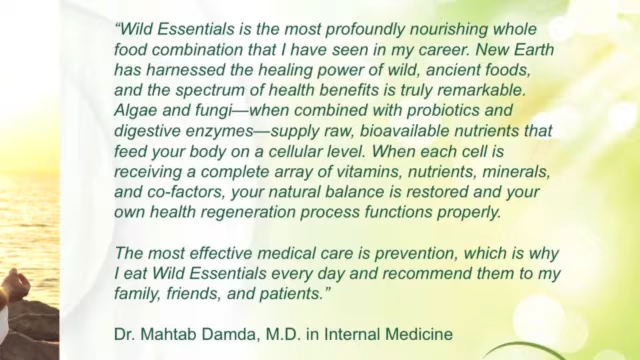 “Wild Essentials is the most profoundly nourishing whole
food combination that I have seen in my career. New Earth
has harnessed the healing power of wild, ancient foods,
and the spectrum of health benefits is truly remarkable.
Algae and fungi—when combined with probiotics and
digestive enzymes—supply raw, bioavailable nutrients that
feed your body on a cellular level. When each cell is
receiving a complete array of vitamins, nutrients, minerals,
and co-factors, your natural balance is restored and your
own health regeneration process functions properly.
The most effective medical care is prevention, which is why
I eat Wild Essentials every day and recommend them to my
family, friends, and patients.”
Dr. Mahtab Damda, M.D. in Internal Medicine